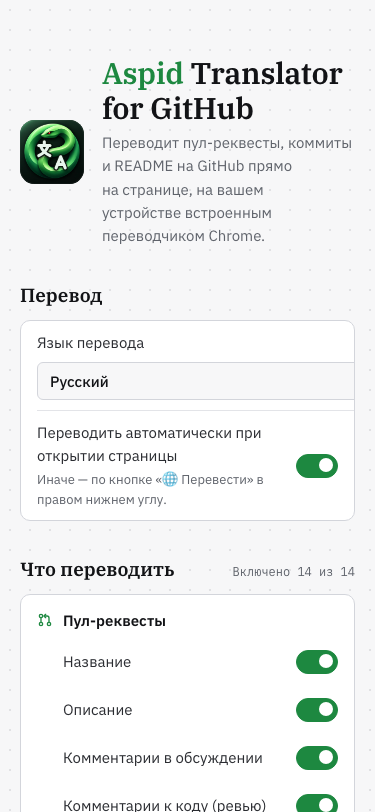 Aspid Translator
for GitHub
Переводит пул-реквесты, коммиты
и README на GitHub прямо
на странице, на вашем
устройстве встроенным
переводчиком Chrome.
Перевод
Язык перевода
Русский
Переводить автоматически при
открытии страницы
Иначе — по кнопке «🌐 Перевести» в
правом нижнем углу.
Что переводить
Включено 14 из 14
Пул-реквесты
Название
Описание
Комментарии в обсуждении
Комментарии к коду (ревью)